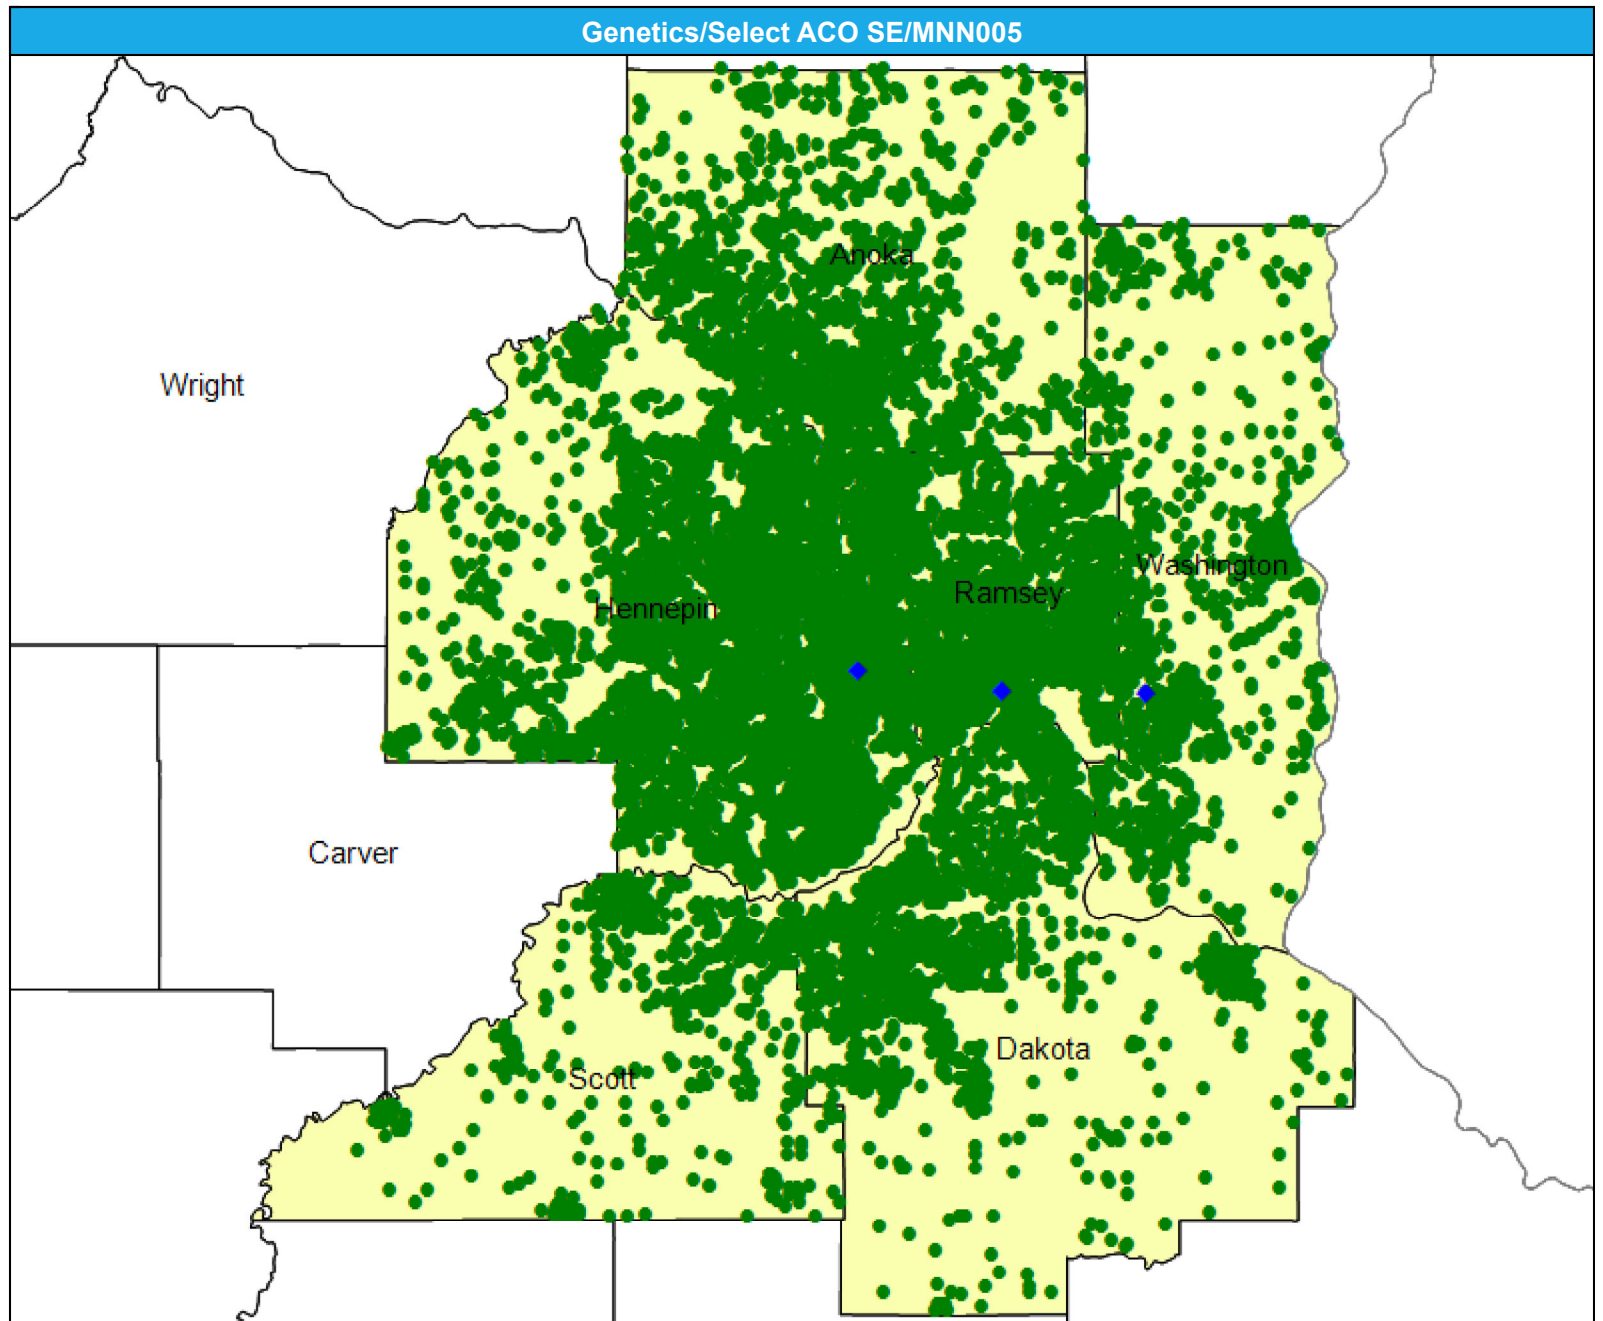 Genetics/Select ACO SE/MNN005
Anoka
Wright
Washington
Ramsey
Hennepin
Carver
Dakota
Scott